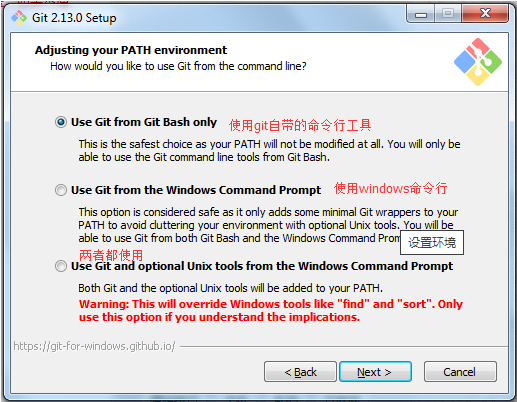 Git 2.13.0 Setup
Adjusting your PATH environment
How would you like to use Git from the command line?
Use Git from Git Bash only 使用git自带的命令行工具
This is the safest choice as your PATH will not be modified at all. You will only
be able to use the Git command line tools from Git Bash.
Use Git from the Windows Command Prompt 使用windows命令行
This option is considered safe as it only adds some minimal Git wrappers to your
PATH to avoid cluttering your environment with optional Unix tools. You will be
able to use Git from both Git Bash and the Windows Command Prom
设置环境
两者都使用
Use Git and optional Unix tools from the Windows Command Prompt
Both Git and the optional Unix tools will be added to your PATH.
Warning: This will override Windows tools like "find" and "sort". Only
use this option if you understand the implications.
https://git-for-windows.github.io/
< Back
Next >
Cancel